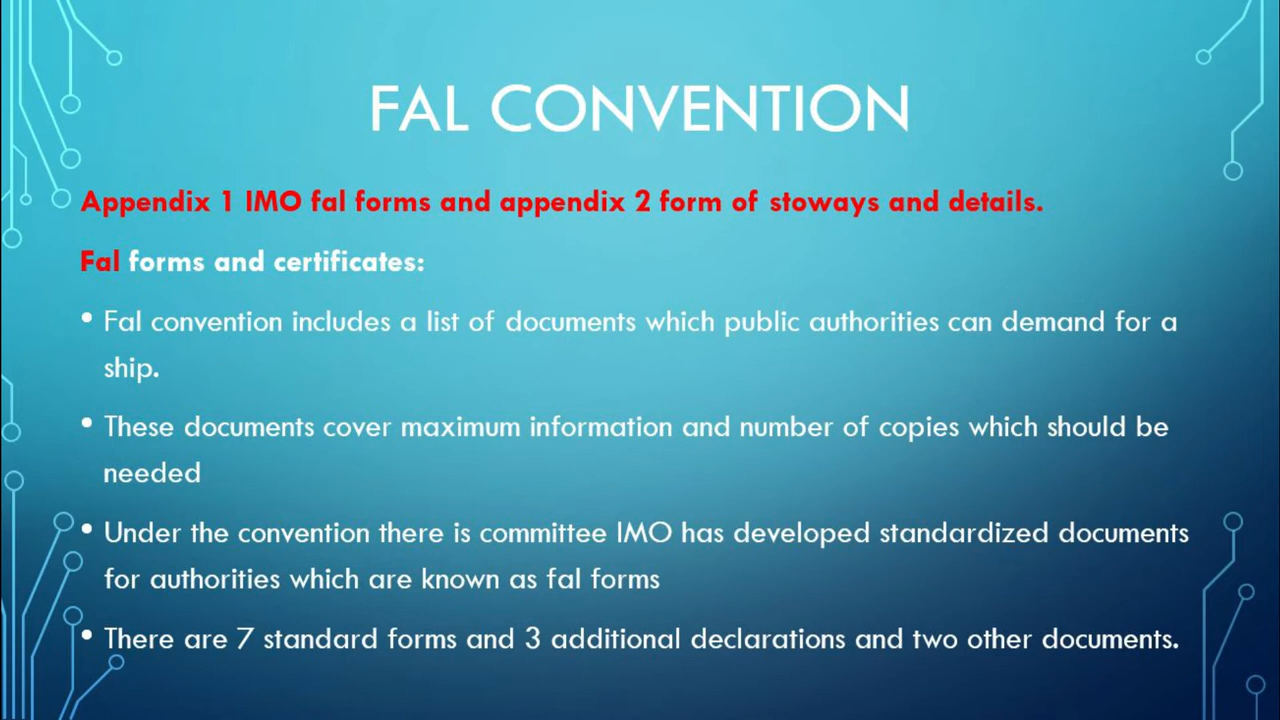 FAL CONVENTION
Appendix 1 IMO fal forms and appendix 2 form of stoways and details.
Fal forms and certificates:
• Fal convention includes a list of documents which public authorities can demand for a
ship.
• These documents cover maximum information and number of copies which should be
needed
• Under the convention there is committee IMO has developed standardized documents
for authorities which are known as fal forms
• There are 7 standard forms and 3 additional declarations and two other documents.